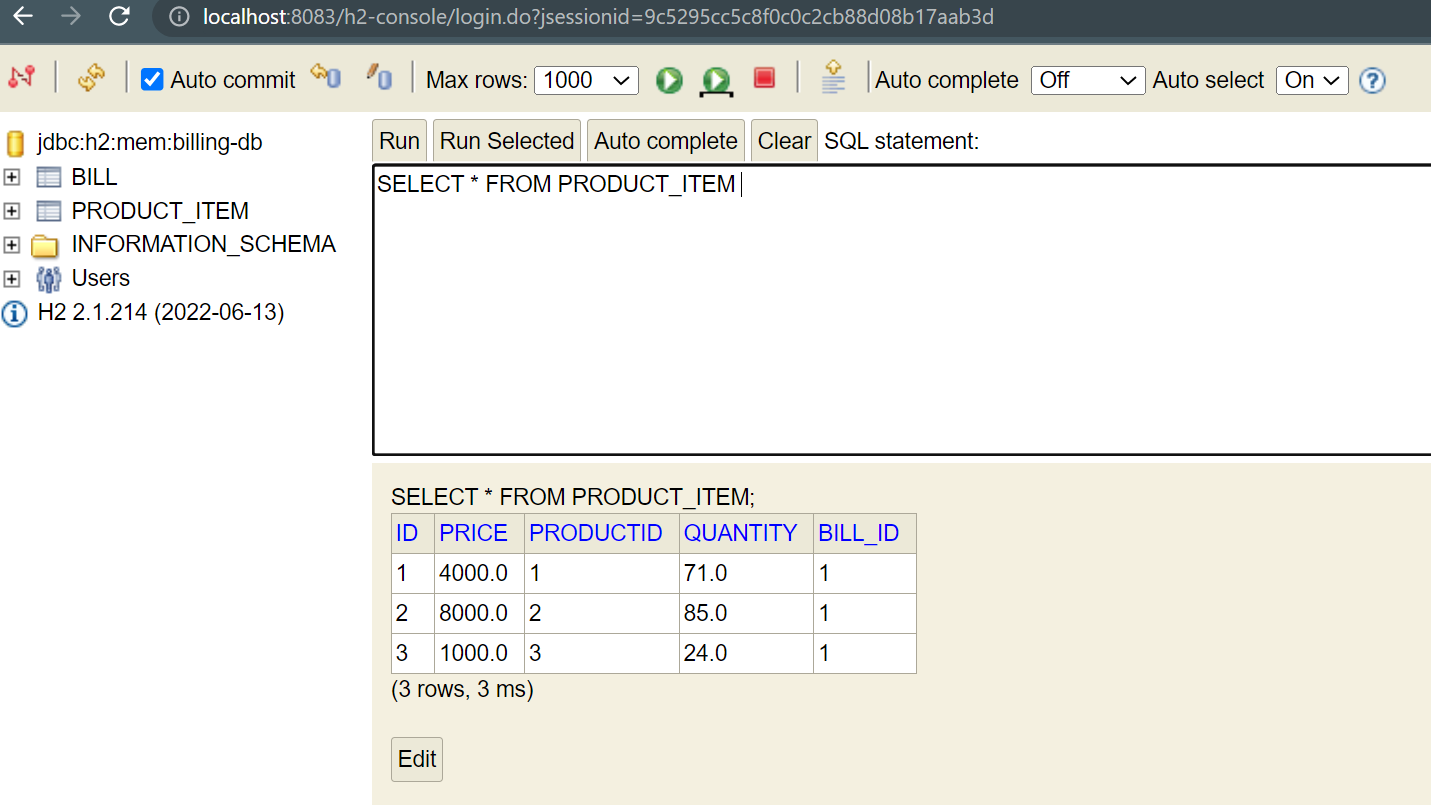 localhost:8083/h2-console/login.do?jsessionid=9c5295cc5c8f0c0c2cb88d08b17aab3d
Auto commit Max rows: 1000 Auto complete Off Auto select On ?
jdbc:h2:mem:billing-db
BILL
PRODUCT_ITEM
INFORMATION_SCHEMA
Users
H2 2.1.214 (2022-06-13)
Run Run Selected Auto complete Clear SQL statement:
SELECT * FROM PRODUCT_ITEM
SELECT * FROM PRODUCT_ITEM;
ID PRICE PRODUCTID QUANTITY BILL_ID
1 4000.0 1 71.0 1
2 8000.0 2 85.0 1
3 1000.0 3 24.0 1
(3 rows, 3 ms)
Edit